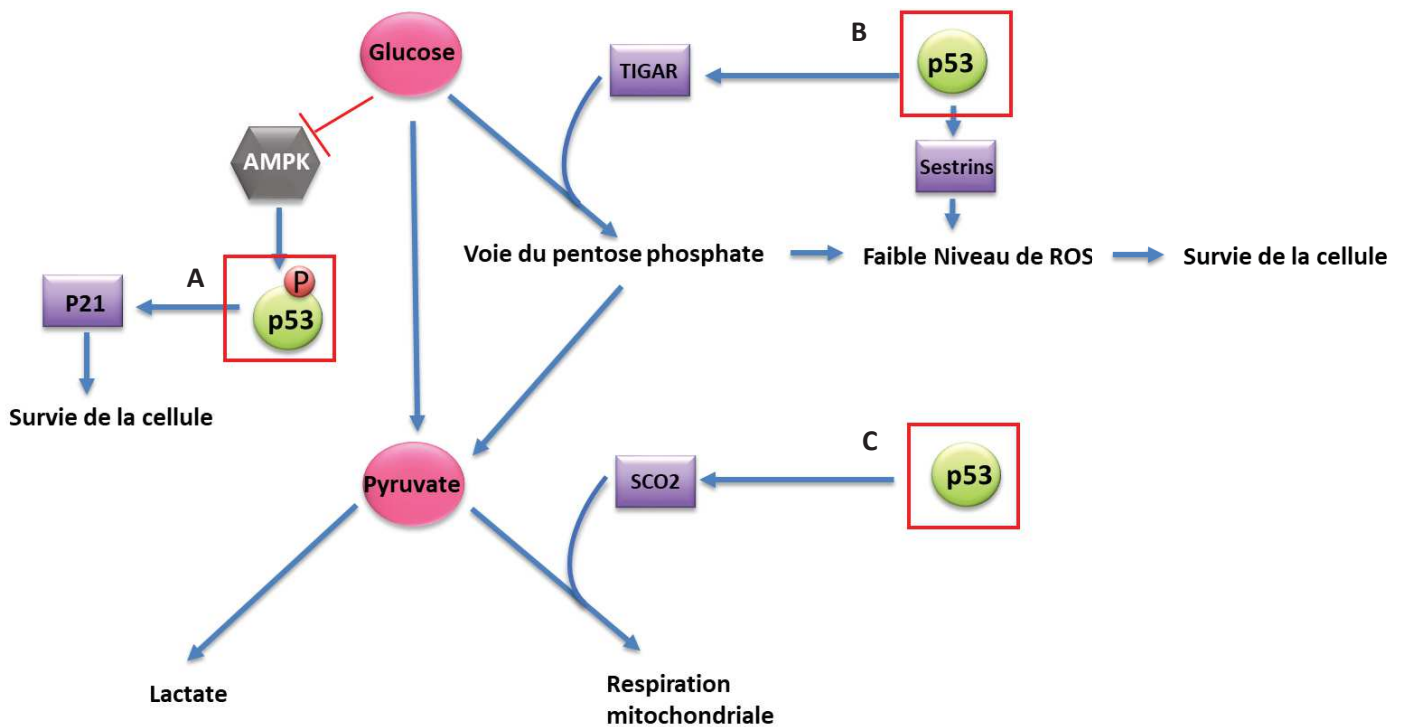 Glucose
TIGAR
B
p53
AMPK
Sestrins
Voie du pentose phosphate
Faible Niveau de ROS
Survie de la cellule
A
P
P21
p53
Survie de la cellule
C
Pyruvate
SCO2
p53
Lactate
Respiration
mitochondriale